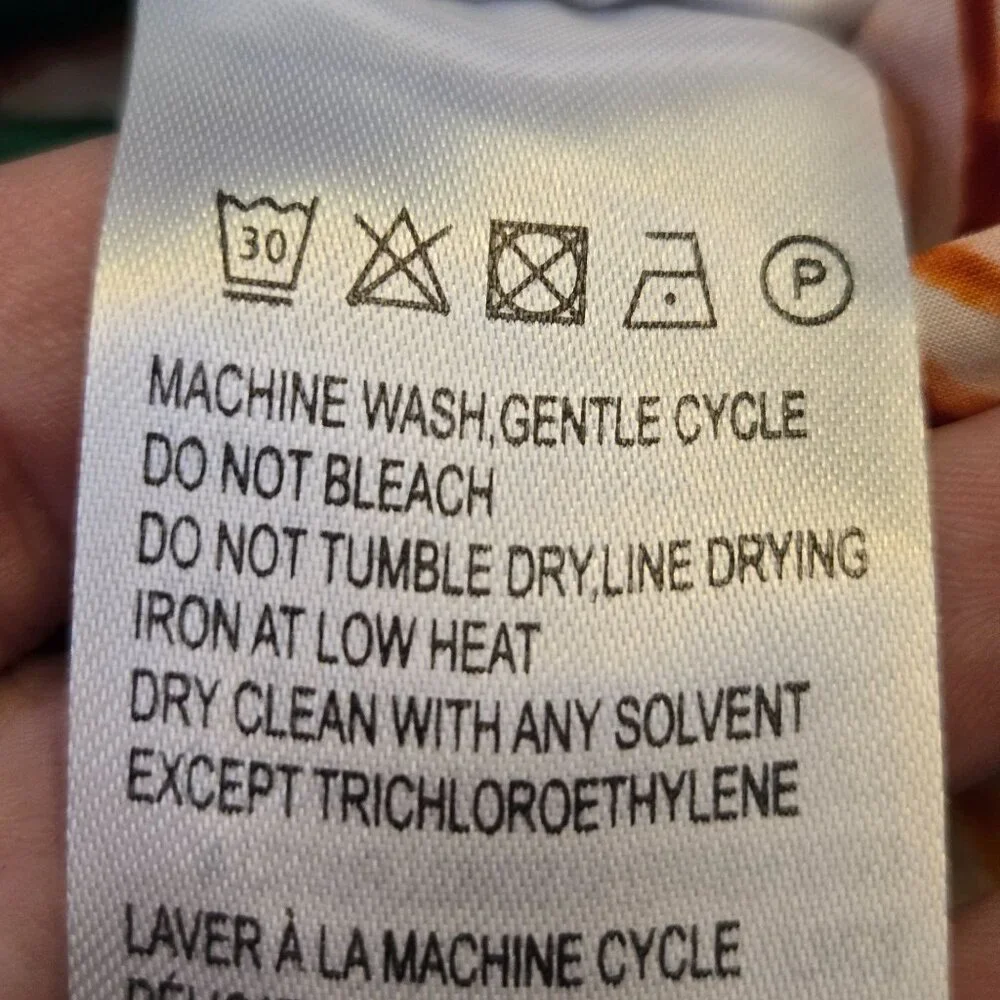 30 P
MACHINE WASH,GENTLE CYCLE
DO NOT BLEACH
DO NOT TUMBLE DRY,LINE DRYING
IRON AT LOW HEAT
DRY CLEAN WITH ANY SOLVENT
EXCEPT TRICHLOROETHYLENE
LAVER À LA MACHINE CYCLE